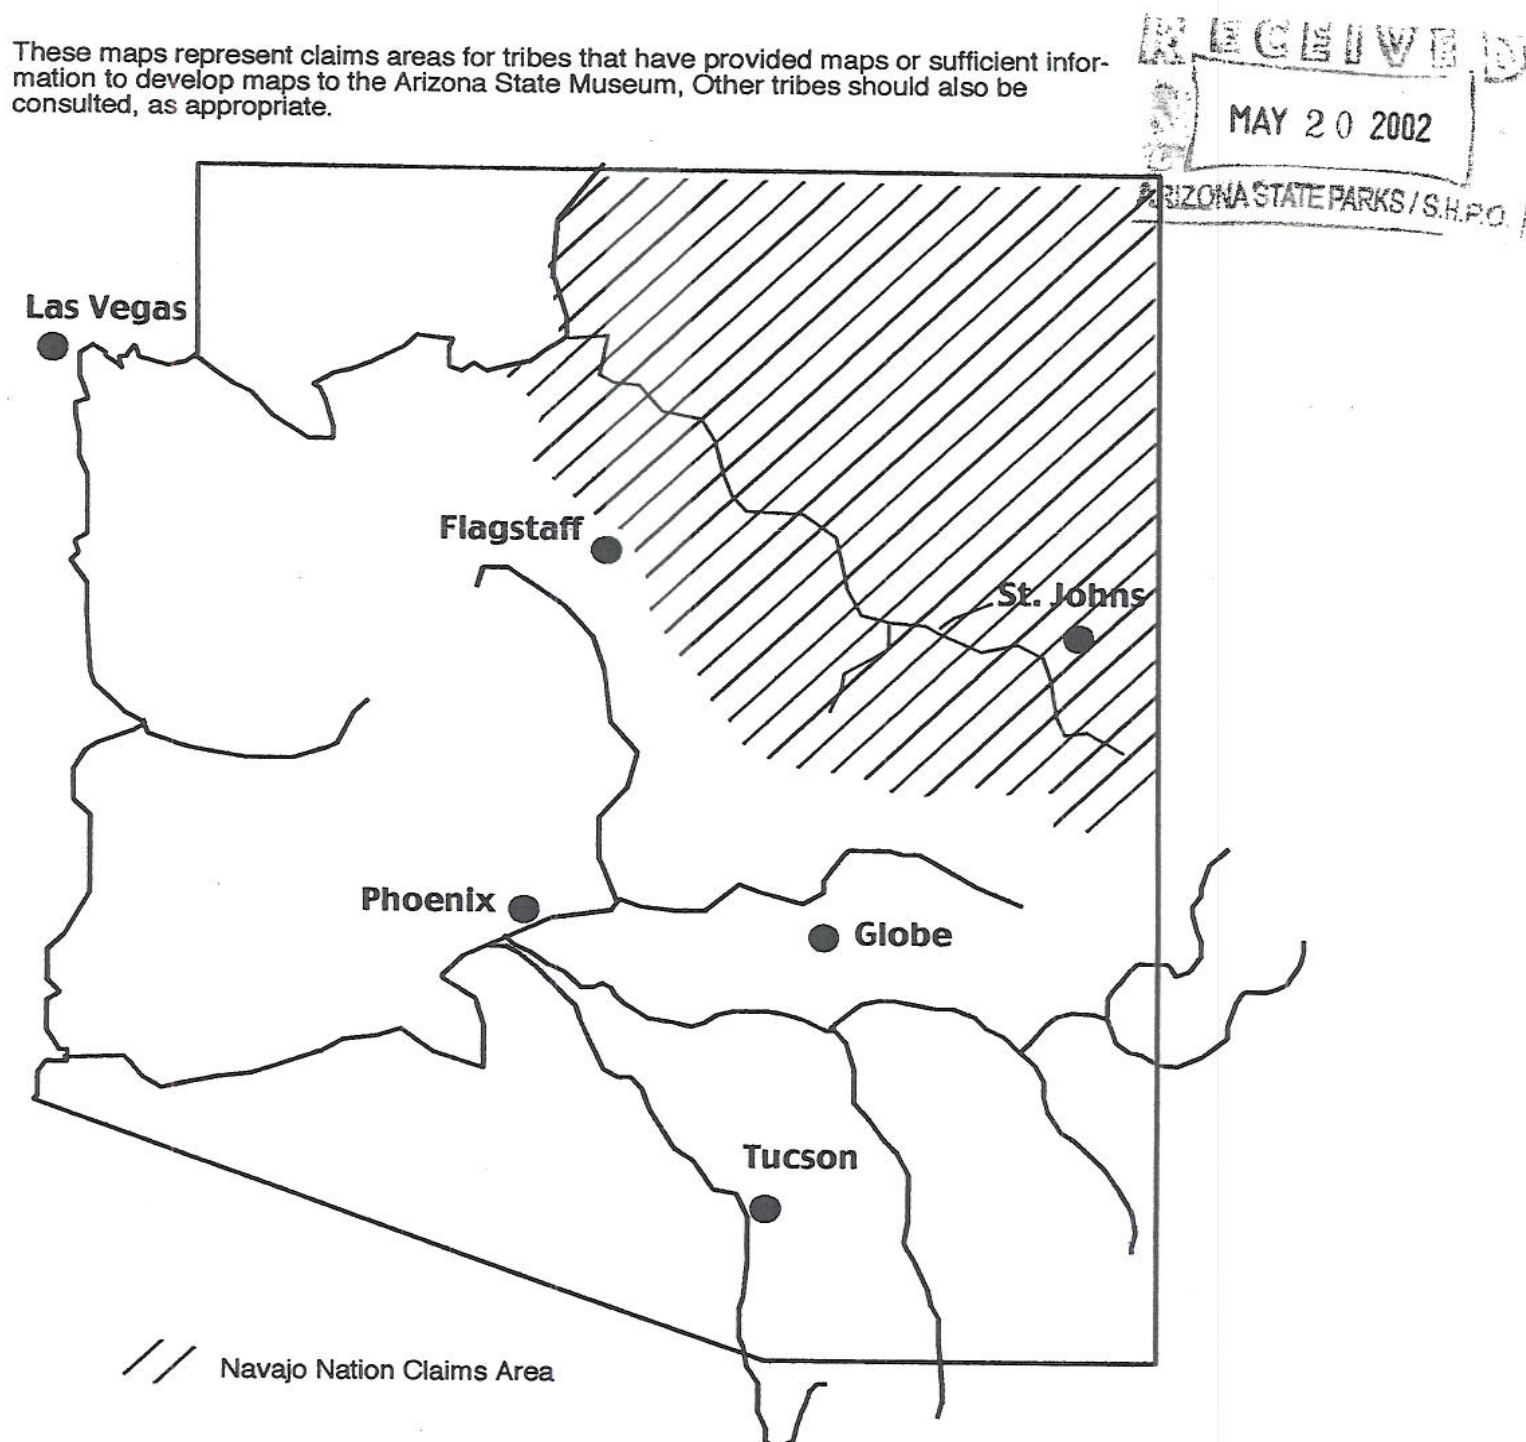 These maps represent claims areas for tribes that have provided maps or sufficient infor-
mation to develop maps to the Arizona State Museum, Other tribes should also be
consulted, as appropriate.
RECEIVED
MAY 20 2002
ARIZONA STATE PARKS / S.H.P.O.
Las Vegas
Flagstaff
St. Johns
Phoenix
Globe
Tucson
Navajo Nation Claims Area